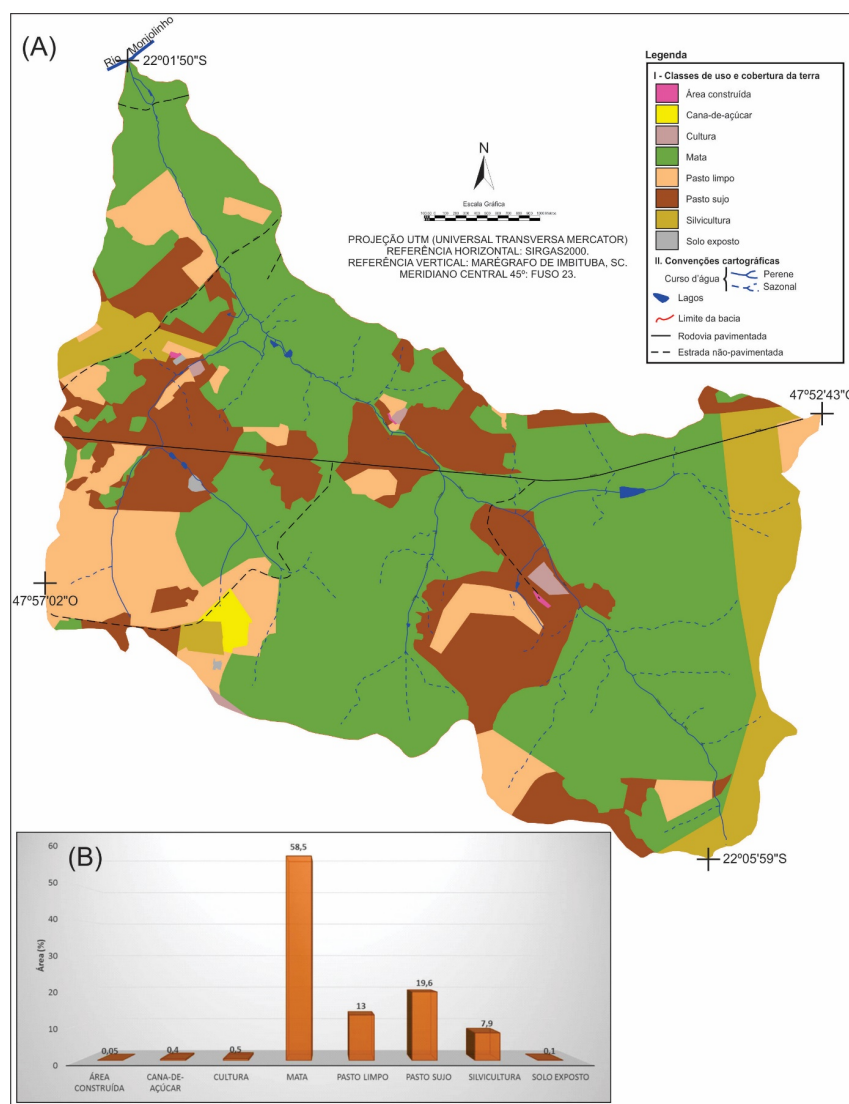 (A)
Rio Monjolinho
22º01'50"S
N
Escala Gráfica
PROJEÇÃO UTM (UNIVERSAL TRANSVERSA MERCATOR)
REFERÊNCIA HORIZONTAL: SIRGAS2000.
REFERÊNCIA VERTICAL: MARÉGRAFO DE IMBITUBA, SC.
MERIDIANO CENTRAL 45º: FUSO 23.
Legenda
I - Classes de uso e cobertura da terra
Área construída
Cana-de-açúcar
Cultura
Mata
Pasto limpo
Pasto sujo
Silvicultura
Solo exposto
II. Convenções cartográficas
Curso d'água
Perene
Sazonal
Lagos
Limite da bacia
Rodovia pavimentada
Estrada não-pavimentada
47º52'43"O
47º57'02"O
22º05'59"S
(B)
Área (%)
60
50
40
30
20
10
0
0,05
0,4
0,5
58,5
13
19,6
7,9
0,1
ÁREA CONSTRUÍDA
CANA-DE-AÇÚCAR
CULTURA
MATA
PASTO LIMPO
PASTO SUJO
SILVICULTURA
SOLO EXPOSTO